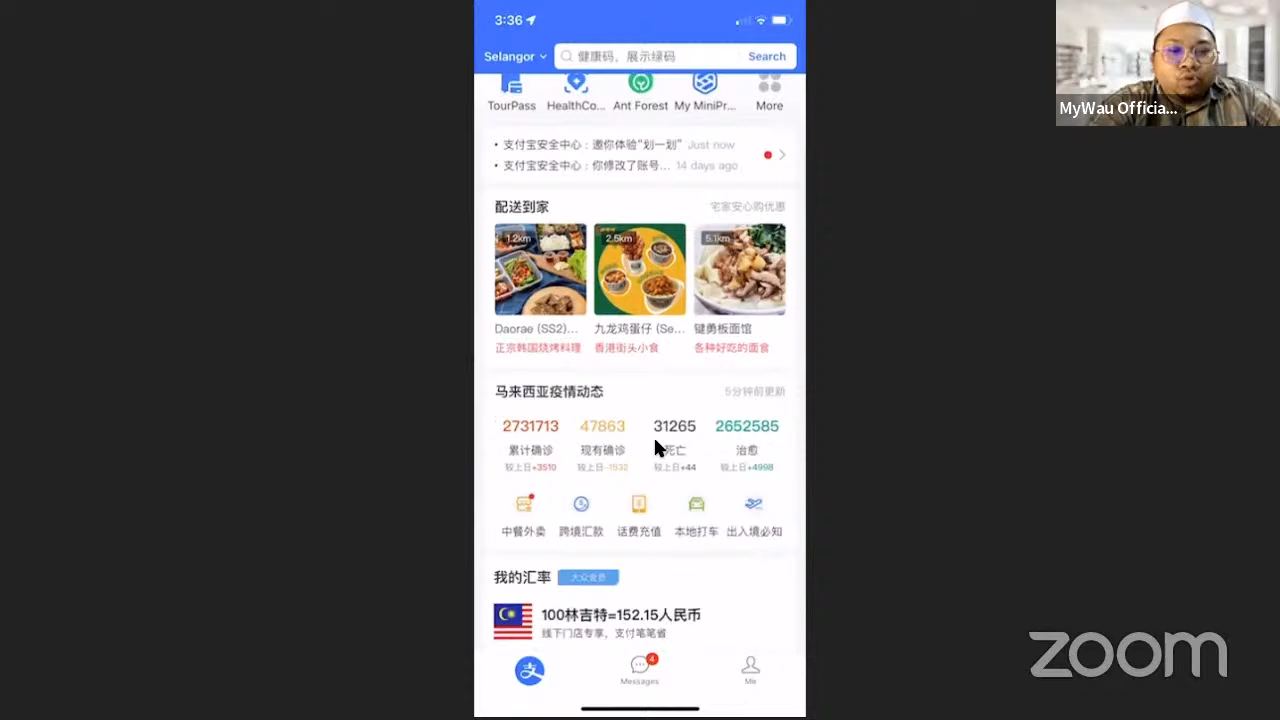 3:36
Selangor
健康码，展示绿码
Search
TourPass
HealthCo...
Ant Forest
My MiniPr...
More
• 支付宝安全中心：邀你体验“划一划”
Just now
• 支付宝安全中心：你修改了账号...
14 days ago
配送到家
宅家安心购优惠
1.2km
2.5km
5.1km
Daorae (SS2)...
九龙鸡蛋仔 (Se...
键勇板面馆
正宗韩国烧烤料理
香港街头小食
各种好吃的面食
马来西亚疫情动态
5分钟前更新
2731713
47863
31265
2652585
累计确诊
现有确诊
死亡
治愈
较上日+3510
较上日-1532
较上日+44
较上日+4998
中餐外卖
跨境汇款
话费充值
本地打车
出入境必知
我的汇率
100林吉特=152.15人民币
线下门店专享，支付笔笔省
4
Messages
Me
MyWau Officia...
zoom